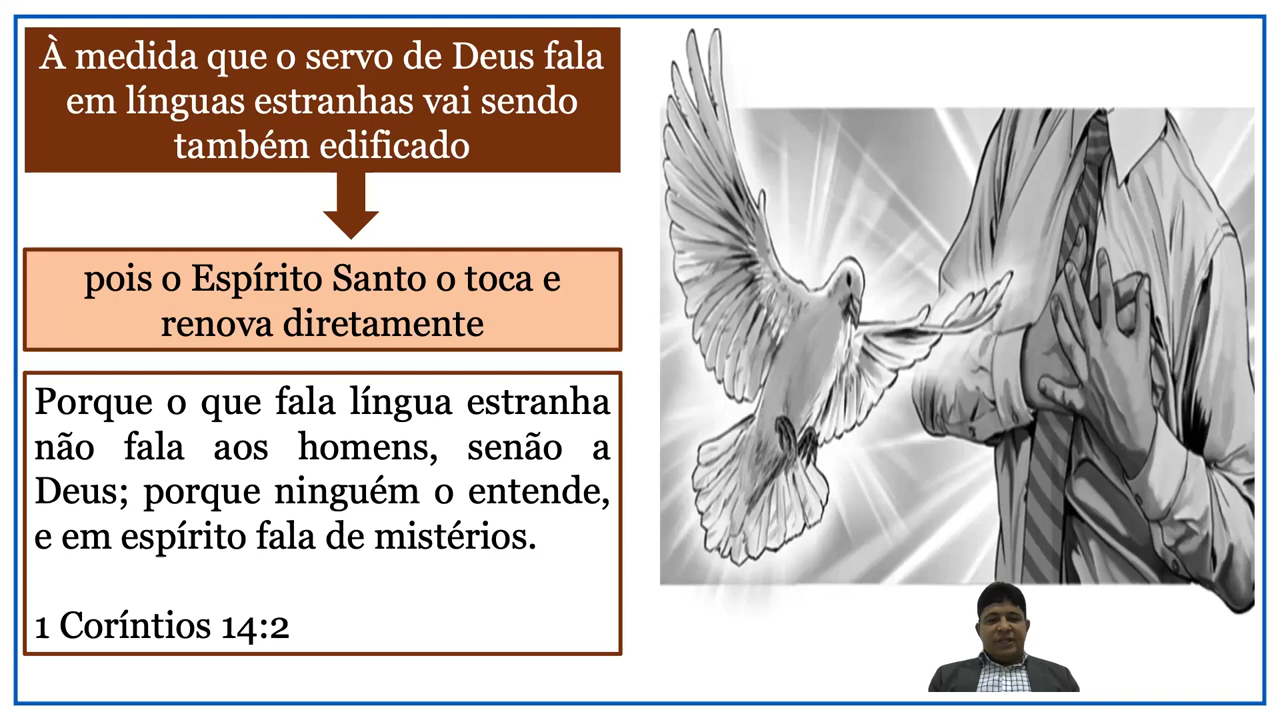 À medida que o servo de Deus fala
em línguas estranhas vai sendo
também edificado
pois o Espírito Santo o toca e
renova diretamente
Porque o que fala língua estranha
não fala aos homens, senão a
Deus; porque ninguém o entende,
e em espírito fala de mistérios.
1 Coríntios 14:2